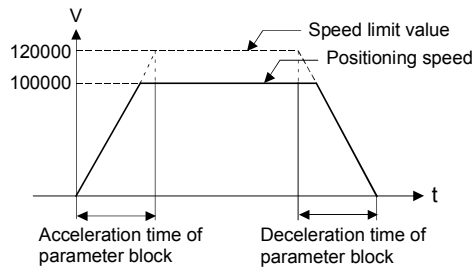 V
Speed limit value
120000
Positioning speed
100000
t
Acceleration time of
parameter block
Deceleration time of
parameter block